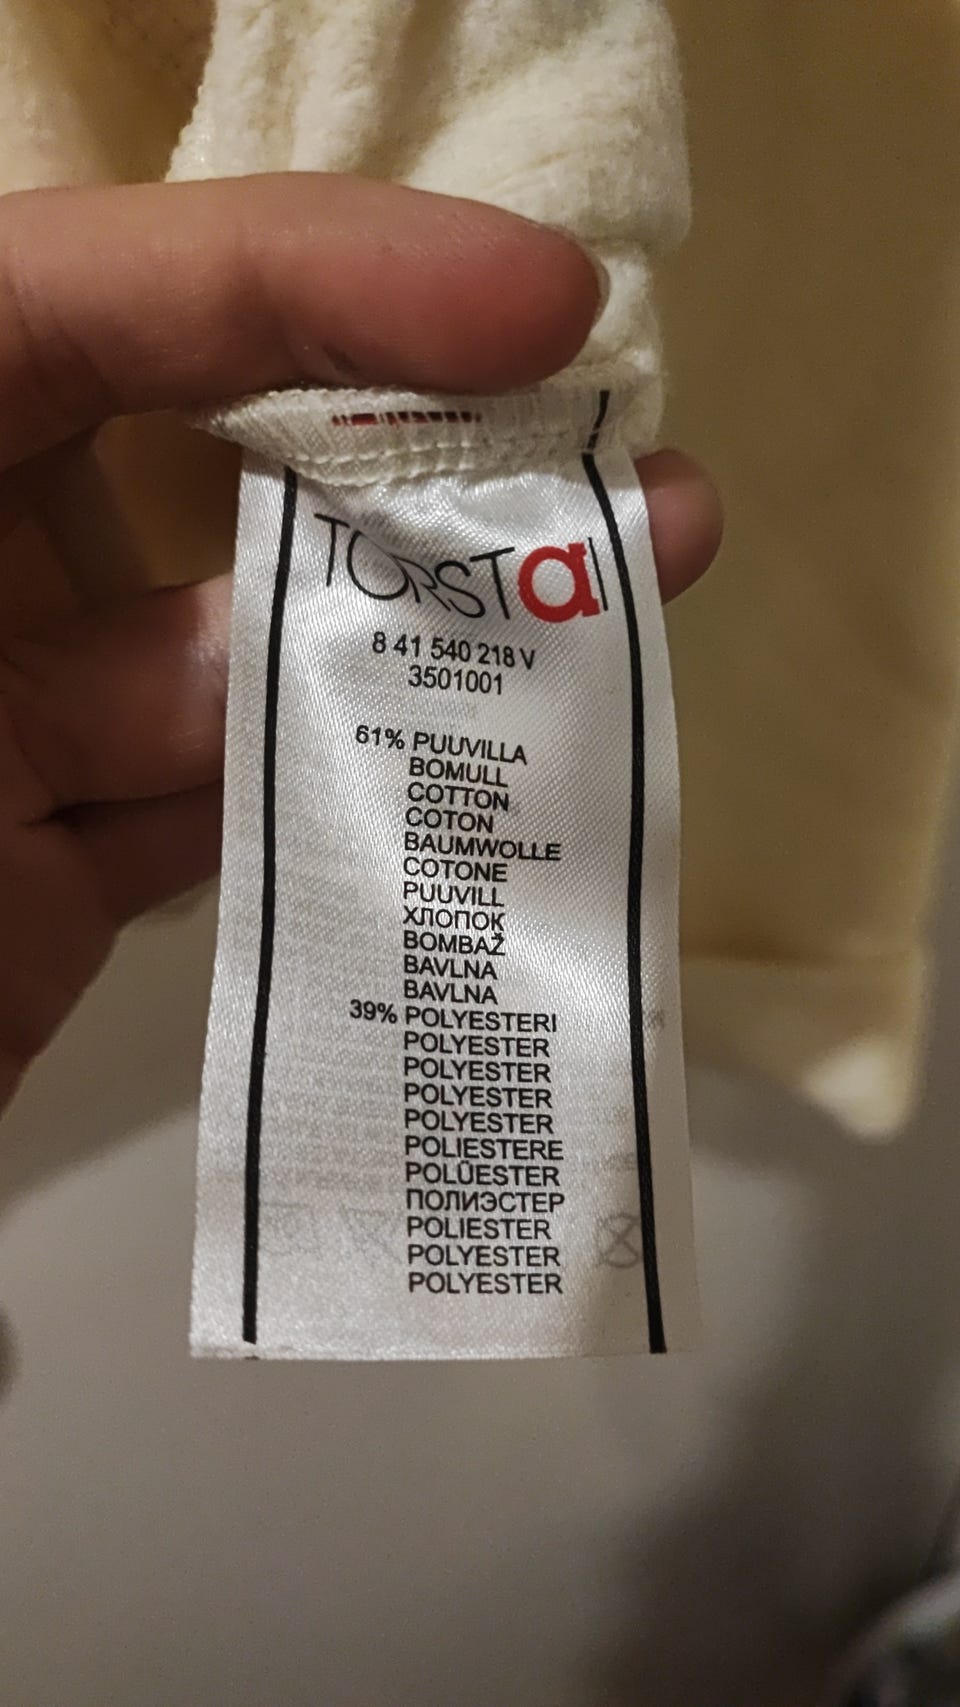 TORSTAI
8 41 540 218 V
3501001
61% PUUVILLA
BOMULL
COTTON
COTON
BAUMWOLLE
COTONE
PUUVILL
ХЛОПОК
BOMBAŽ
BAVLNA
BAVLNA
39% POLYESTERI
POLYESTER
POLYESTER
POLYESTER
POLYESTER
POLIESTERE
POLÜESTER
ПОЛИЭСТЕР
POLIESTER
POLYESTER
POLYESTER